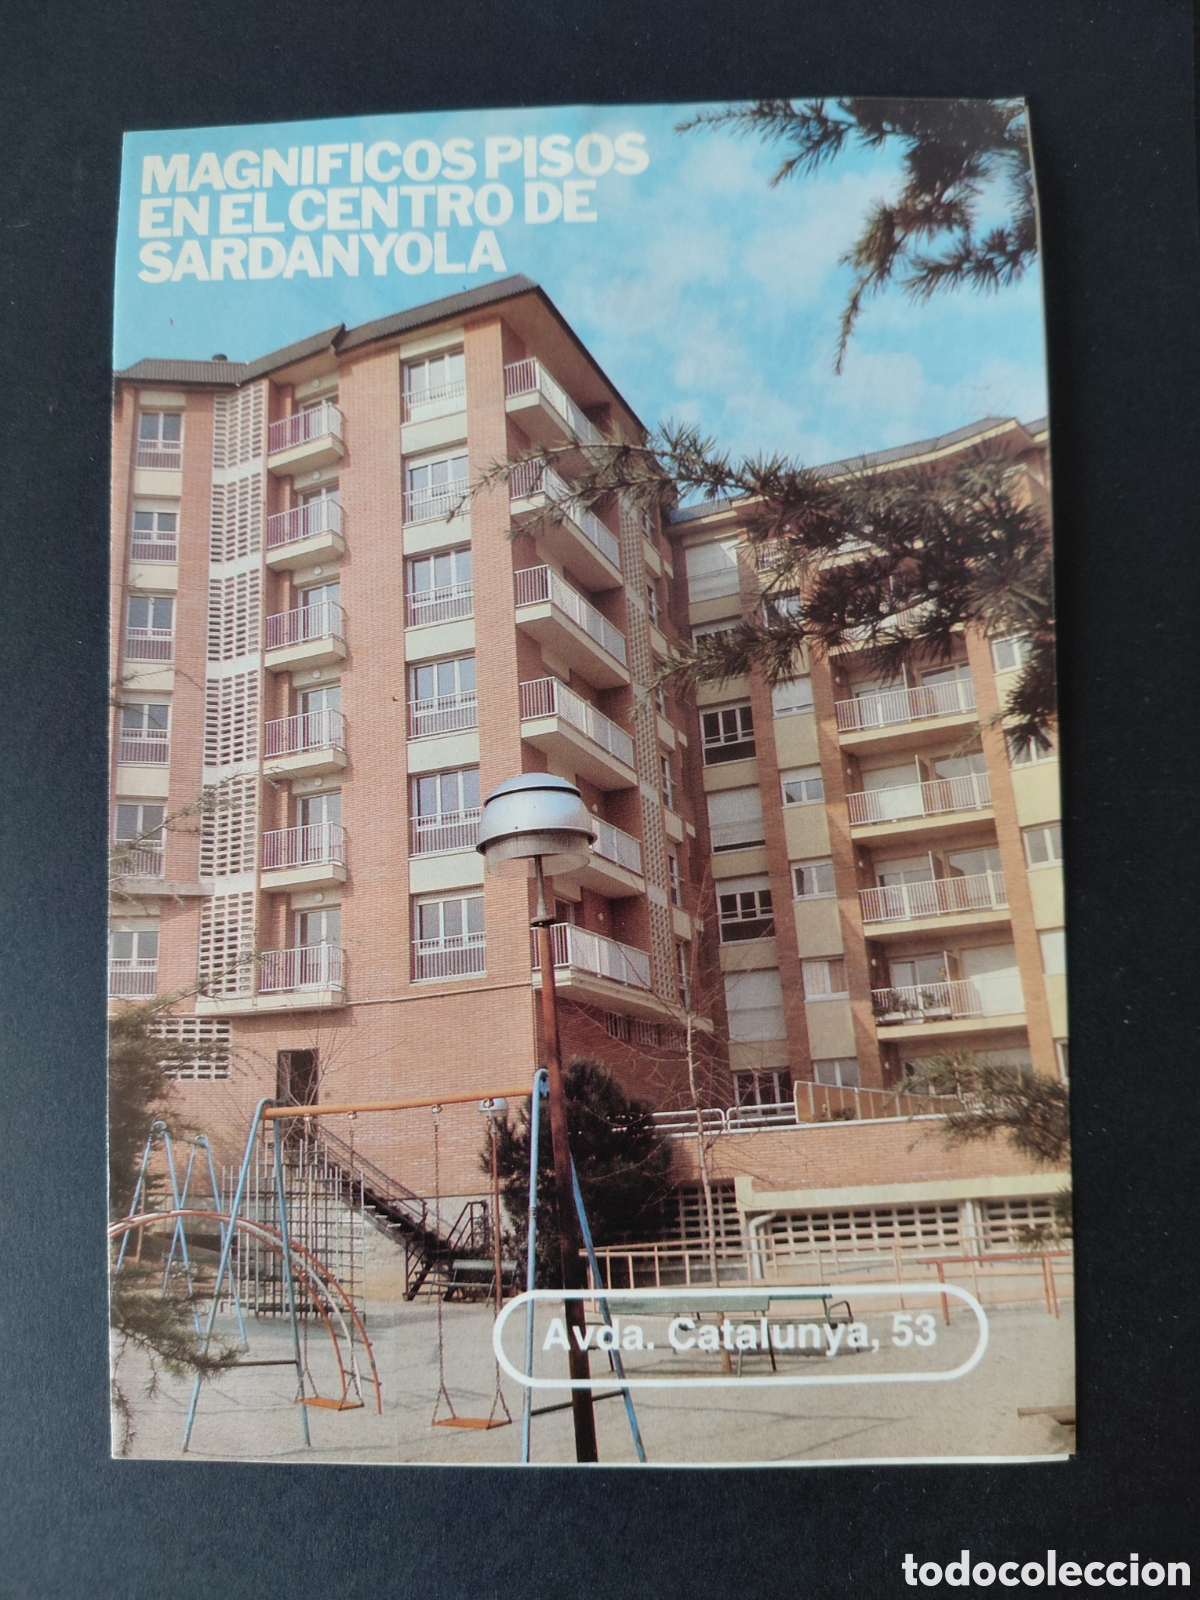 MAGNIFICOS PISOS
EN EL CENTRO DE
SARDANYOLA
Avda. Catalunya, 53
todocoleccion